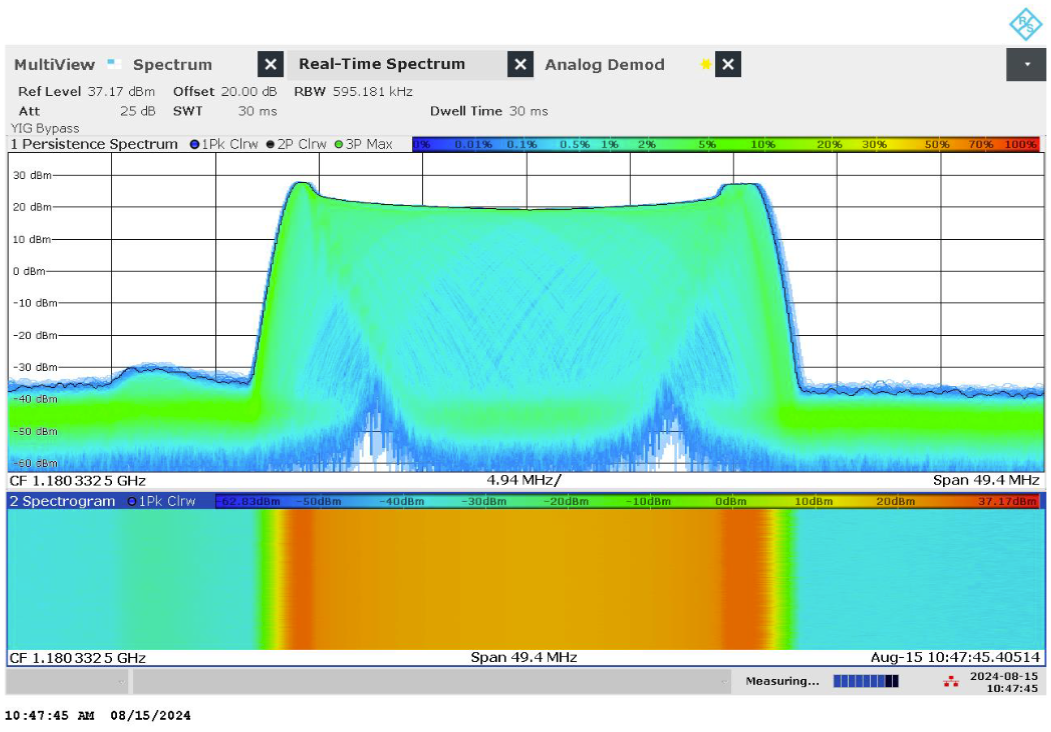 R&S
MultiView Spectrum Real-Time Spectrum Analog Demod
Ref Level 37.17 dBm Offset 20.00 dB RBW 595.181 kHz
Att 25 dB SWT 30 ms Dwell Time 30 ms
YIG Bypass
1 Persistence Spectrum 1Pk Clrw 2P Clrw 3P Max 0% 0.01% 0.1% 0.5% 1% 2% 5% 10% 20% 30% 50% 70% 100%
30 dBm
20 dBm
10 dBm
0 dBm
-10 dBm
-20 dBm
-30 dBm
-40 dBm
-50 dBm
-60 dBm
CF 1.1803325 GHz 4.94 MHz/ Span 49.4 MHz
2 Spectrogram 1Pk Clrw -62.83dBm -50dBm -40dBm -30dBm -20dBm -10dBm 0dBm 10dBm 20dBm 37.17dBm
CF 1.1803325 GHz Span 49.4 MHz Aug-15 10:47:45.40514
Measuring... 2024-08-15
10:47:45
10:47:45 AM 08/15/2024